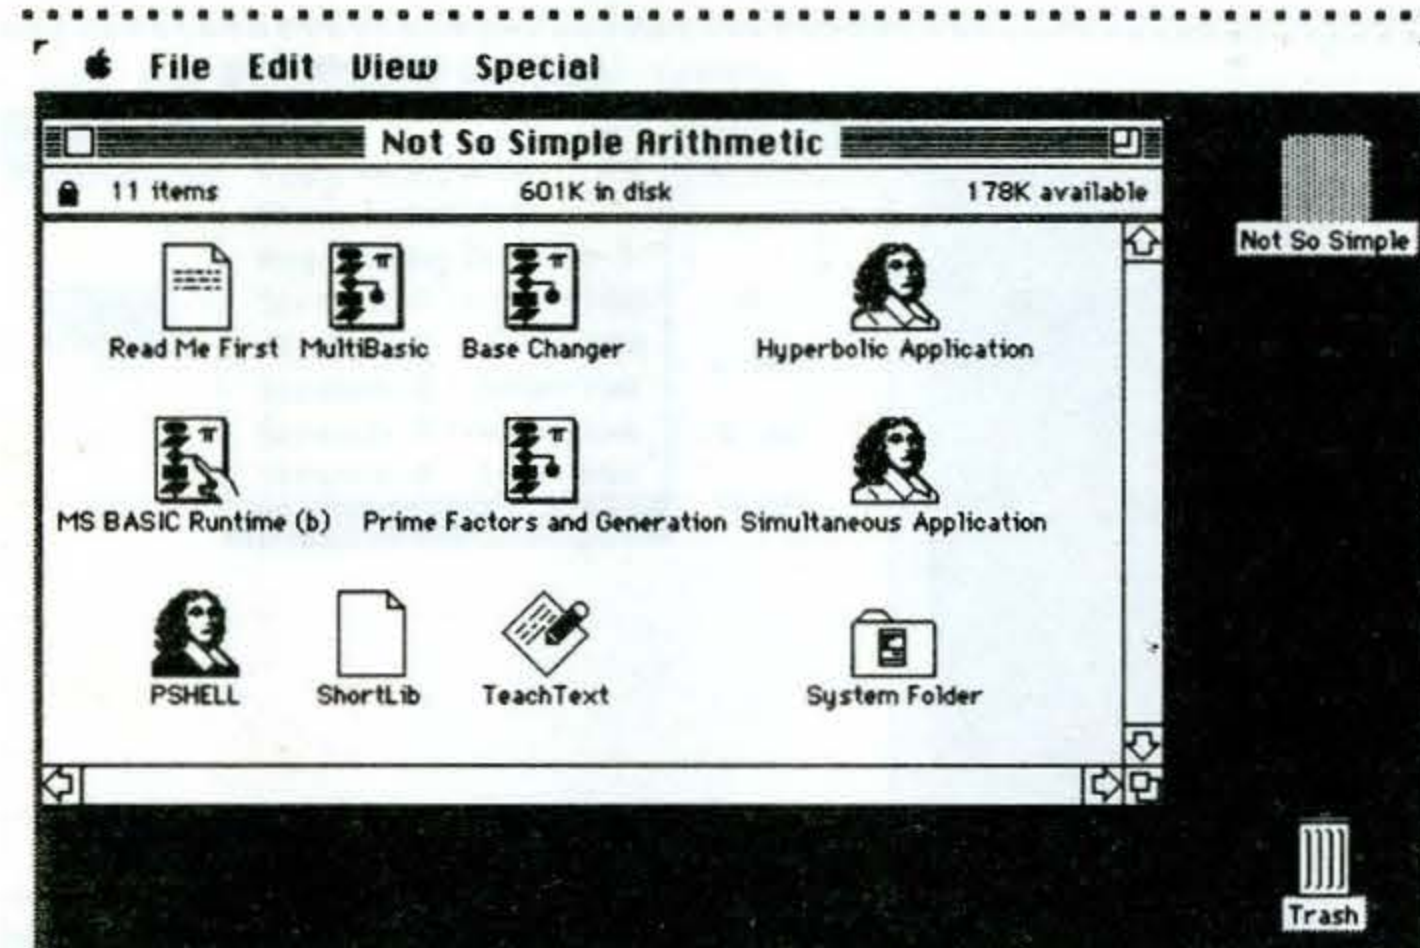 File Edit View Special
Not So Simple Arithmetic
11 items 601K in disk 178K available
Not So Simple
Read Me First MultiBasic Base Changer Hyperbolic Application
MS BASIC Runtime (b) Prime Factors and Generation Simultaneous Application
PSHELL ShortLib TeachText System Folder
Trash